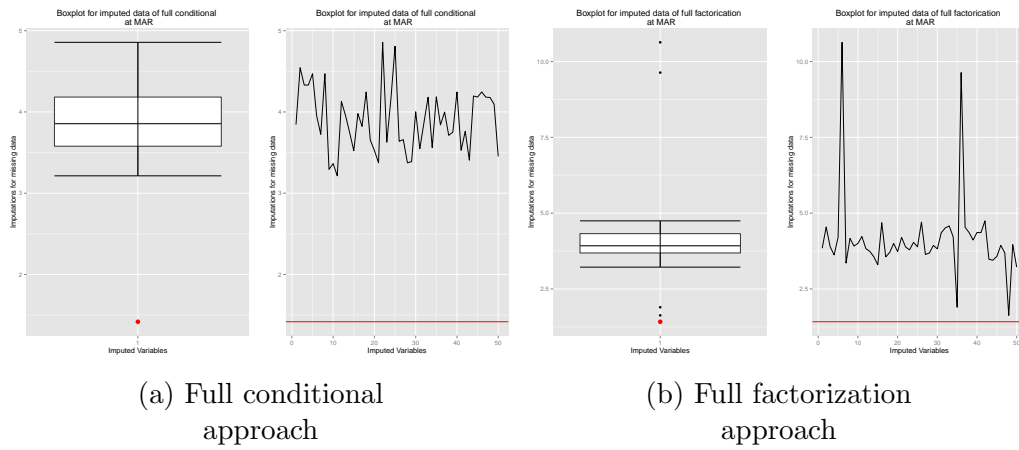 Boxplot for imputed data of full conditional
at MAR
Imputations for missing data
5
4
3
2
1
Imputed Variables
Boxplot for imputed data of full conditional
at MAR
Imputations for missing data
5
4
3
2
0 10 20 30 40 50
Imputed Variables
Boxplot for imputed data of full factorication
at MAR
Imputations for missing data
10.0
7.5
5.0
2.5
1
Imputed Variables
Boxplot for imputed data of full factorication
at MAR
Imputations for missing data
10.0
7.5
5.0
2.5
0 10 20 30 40 50
Imputed Variables
(a) Full conditional
approach
(b) Full factorization
approach